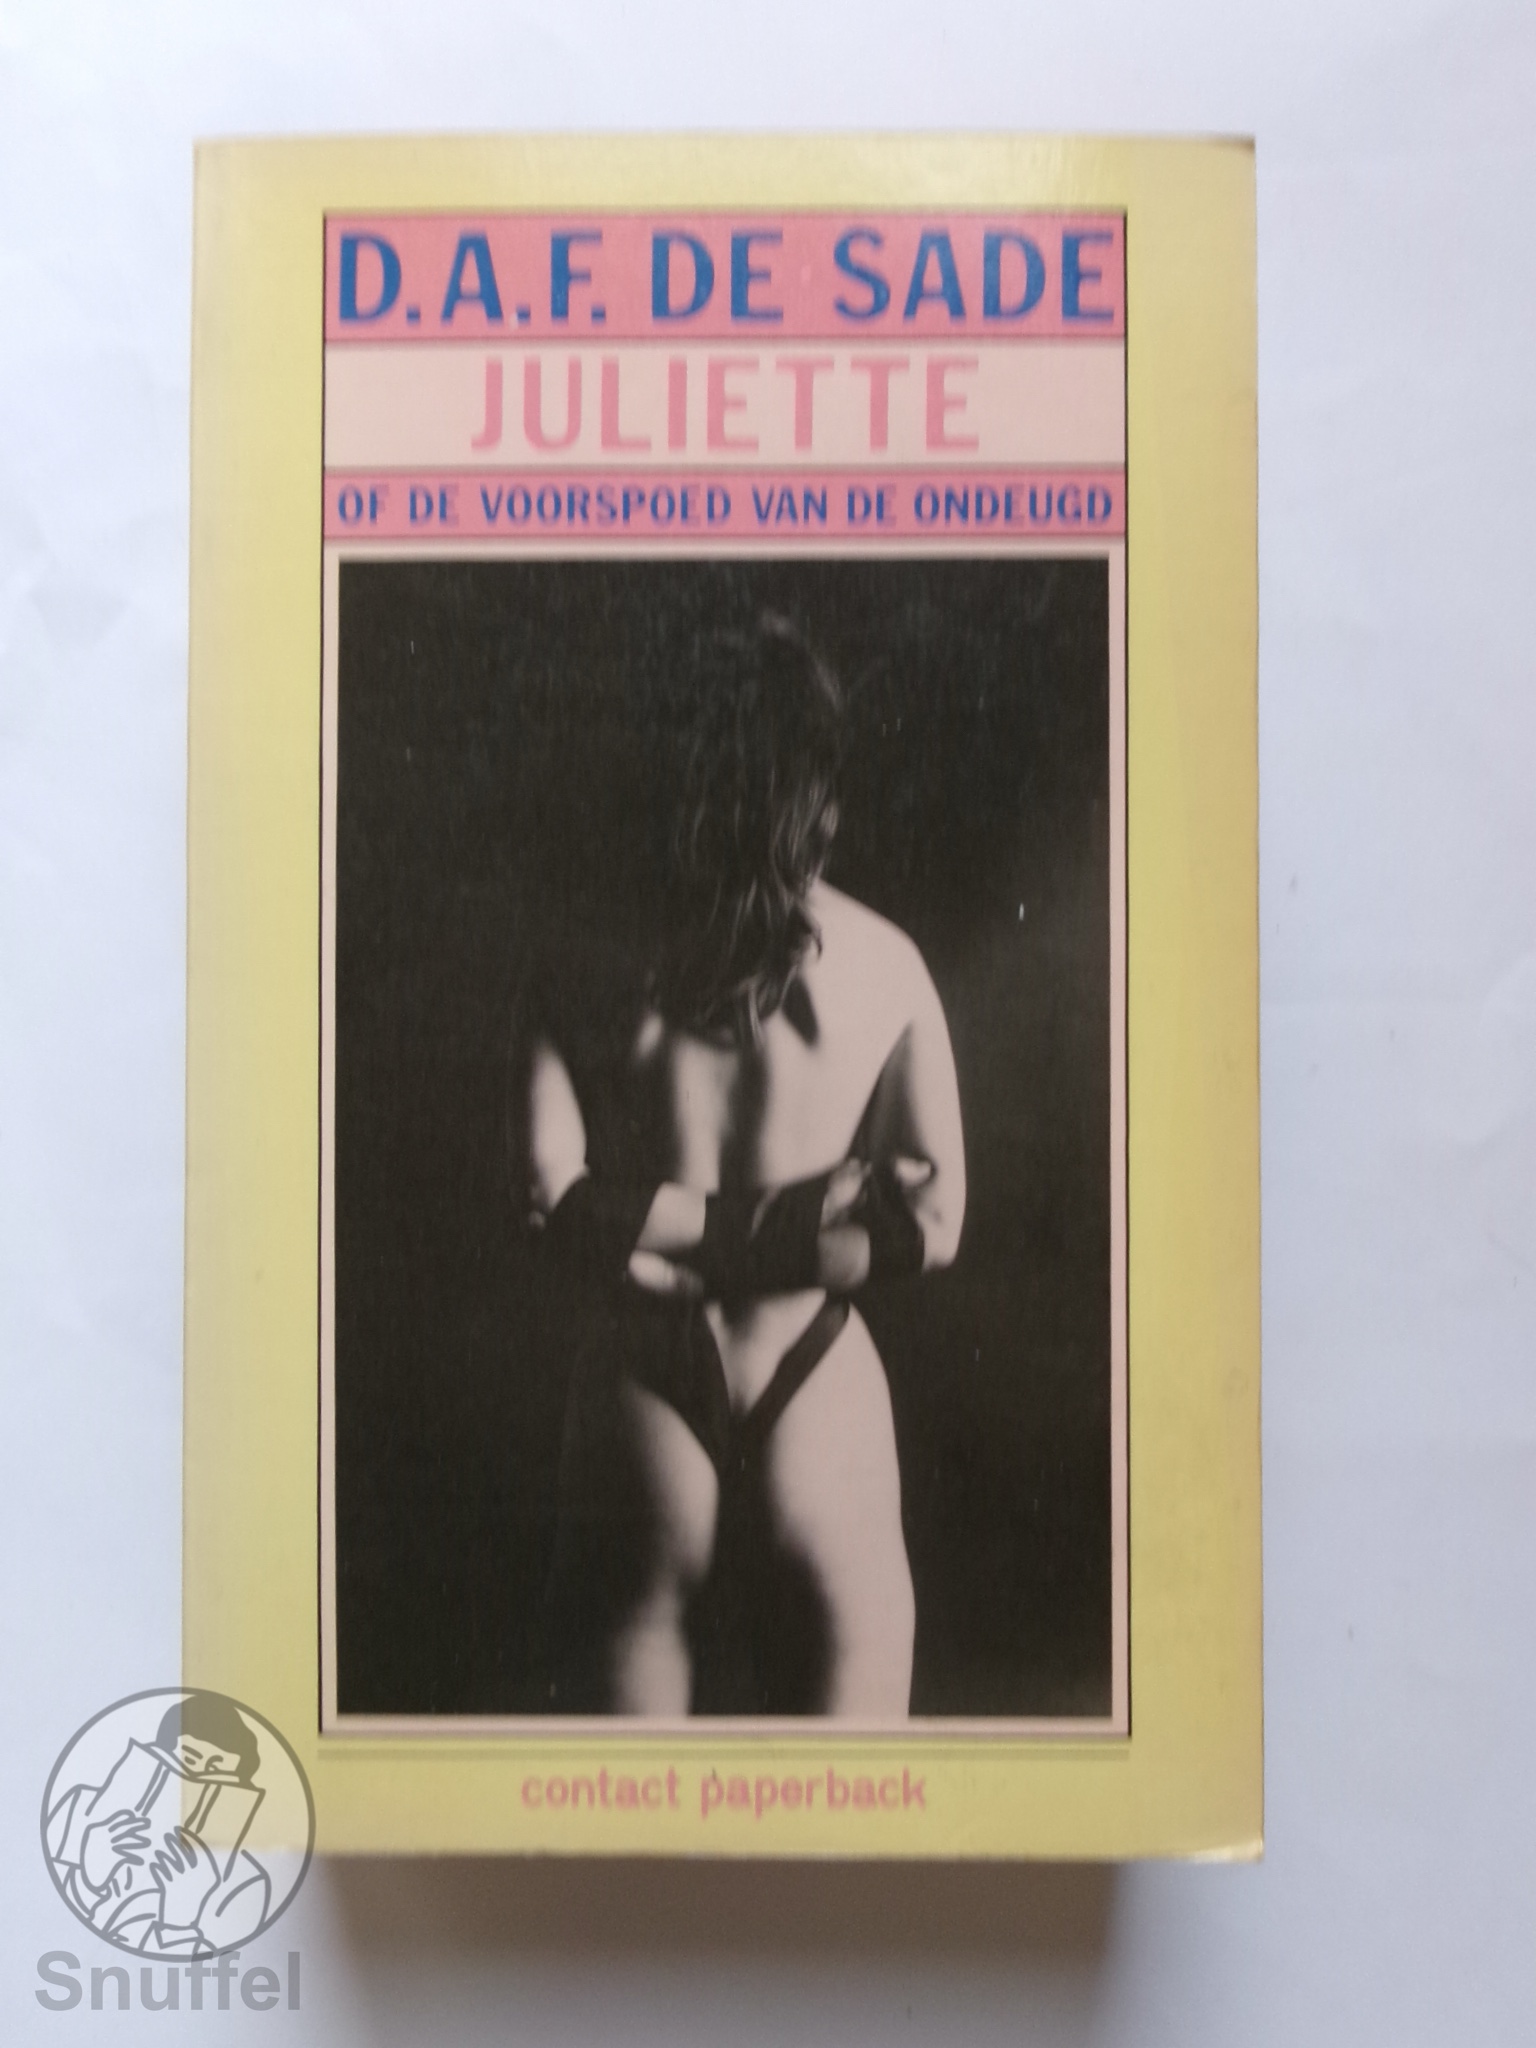 D.A.F. DE SADE
JULIETTE
OF DE VOORSPOED VAN DE ONDEUGD
contact paperback
Snuffel